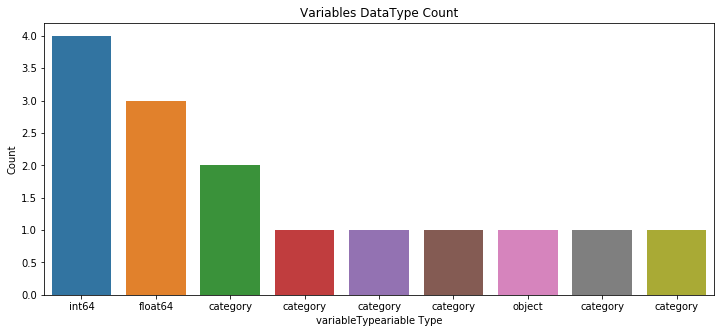 Variables DataType Count
Count
4.0
3.5
3.0
2.5
2.0
1.5
1.0
0.5
0.0
int64 float64 category category category category object category category
variableTypeariable Type